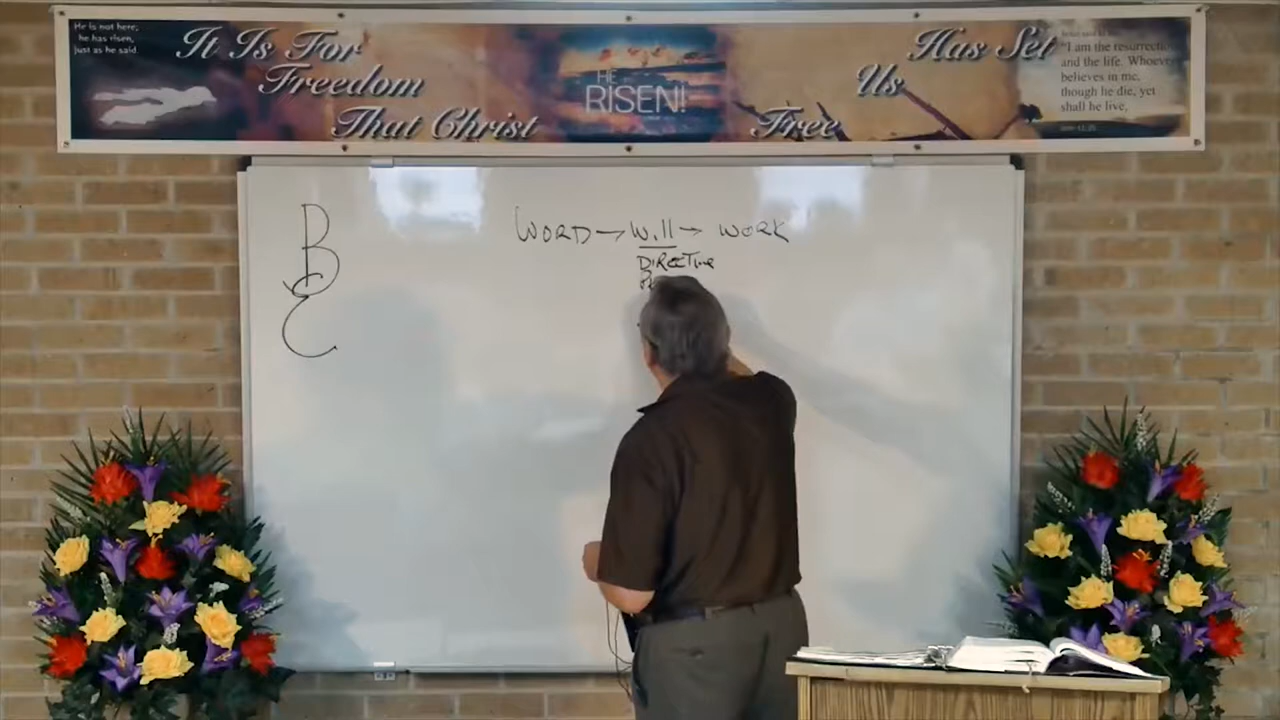 He is not here;
he has risen,
just as he said.
It Is For
Freedom
That Christ
HE
RISEN!
Has Set
Us
Free
"I am the resurrection
and the life. Whoever
believes in me,
though he die, yet
shall he live,
WORD → will → WORK
DIRECTIVE
B